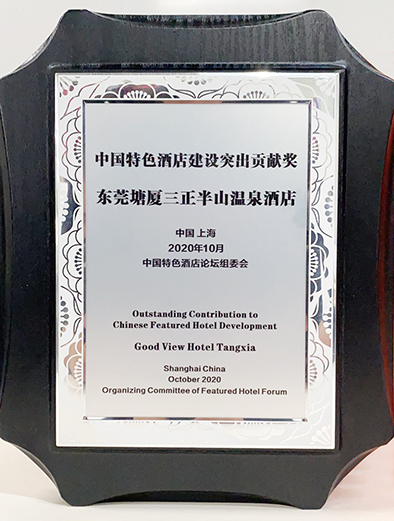 中国特色酒店建设突出贡献奖
东莞塘厦三正半山温泉酒店
中国 上海
2020年10月
中国特色酒店论坛组委会
Outstanding Contribution to
Chinese Featured Hotel Development
Good View Hotel Tangxia
Shanghai China
October 2020
Organizing Committee of Featured Hotel Forum